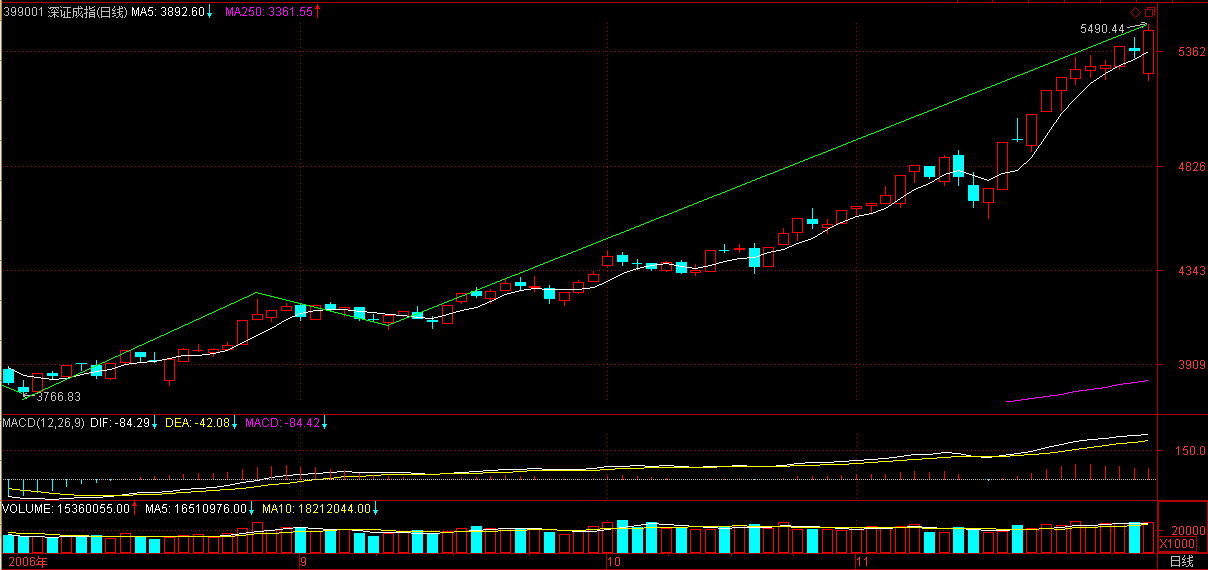 399001 深证成指(日线) MA5: 3892.60↓ MA250: 3361.55↑
5490.44
5362
4826
4343
3909
3766.83
MACD(12,26,9) DIF: -84.29↓ DEA: -42.08↓ MACD: -84.42↓
150.0
VOLUME: 15360055.00↑ MA5: 16510976.00↓ MA10: 18212044.00↓
20000
X1000
2006年 9 10 11 日线